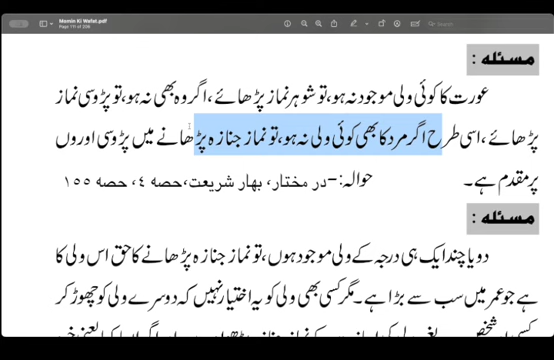 Momin Ki Wafat.pdf
Search
مسئلہ :
عورت کا کوئی ولی موجود نہ ہو، تو شوہر نماز پڑھائے، اگر وہ بھی نہ ہو، تو پڑوسی نماز
پڑھائے، اسی طرح اگر مرد کا بھی کوئی ولی نہ ہو، تو نماز جنازہ پڑھانے میں پڑوسی اوروں
پر مقدم ہے۔ حوالہ:- در مختار، بهار شریعت، حصہ ٤، حصہ ١٥٥
مسئلہ :
دو یا چند ایک ہی درجہ کے ولی موجود ہوں، تو نماز جنازہ پڑھانے کا حق اس ولی کا
ہے جو عمر میں سب سے بڑا ہے۔ مگر کسی بھی ولی کو یہ اختیار نہیں کہ دوسرے ولی کو چھوڑ کر